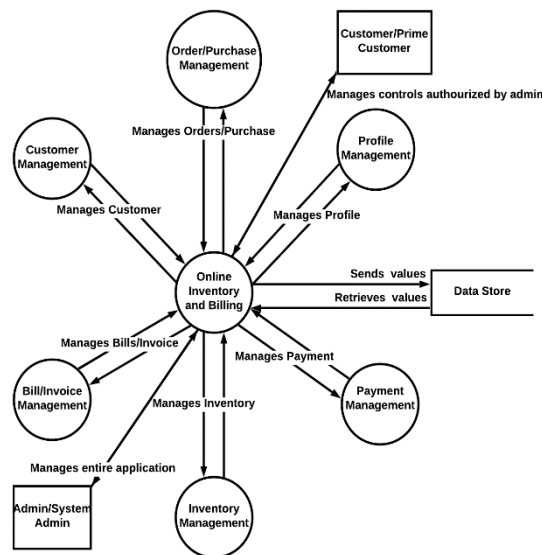 Order/Purchase
Management
Customer/Prime
Customer
Manages controls authourized by admin
Manages Orders/Purchase
Customer
Management
Profile
Management
Manages Customer
Manages Profile
Online
Inventory
and Billing
Sends values
Retrieves values
Data Store
Manages Bills/Invoice
Manages Payment
Bill/Invoice
Management
Manages Inventory
Payment
Management
Manages entire application
Admin/System
Admin
Inventory
Management